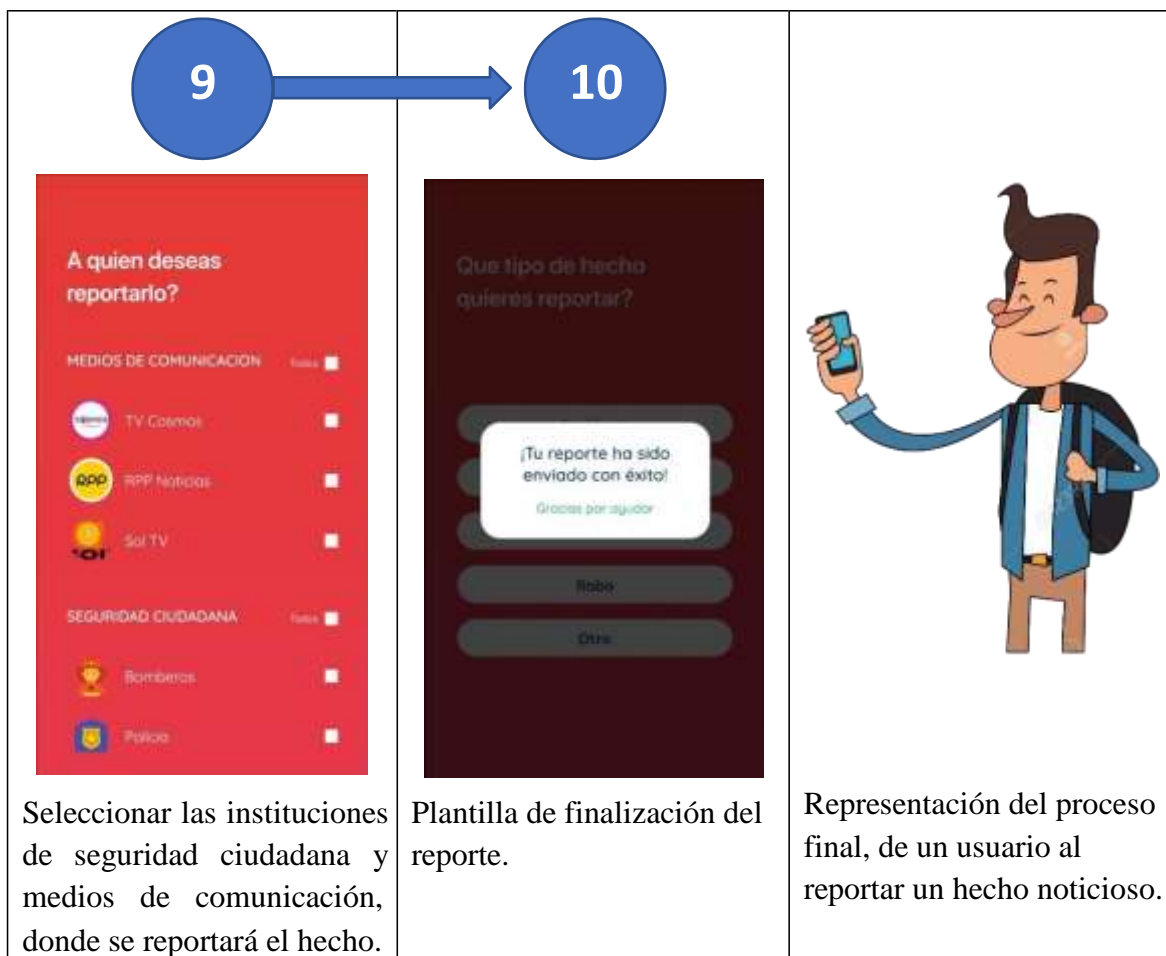 9
10
A quien deseas
reportarlo?
MEDIOS DE COMUNICACION Todos
TV Cosmos
RPP
RPP Noticias
Sol TV
SEGURIDAD CIUDADANA Todos
Bomberos
Policia
Que tipo de hecho
quieres reportar?
¡Tu reporte ha sido
enviado con éxito!
Gracias por ayudar
Robo
Otro
Seleccionar las instituciones
de seguridad ciudadana y
medios de comunicación,
donde se reportará el hecho.
Plantilla de finalización del
reporte.
Representación del proceso
final, de un usuario al
reportar un hecho noticioso.